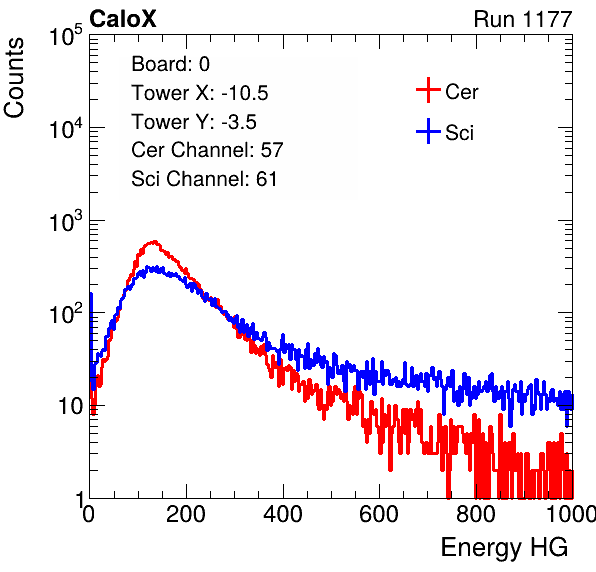 CaloX Run 1177
Counts
Board: 0
Tower X: -10.5
Tower Y: -3.5
Cer Channel: 57
Sci Channel: 61
Cer
Sci
10^5
10^4
10^3
10^2
10
1
0 200 400 600 800 1000
Energy HG